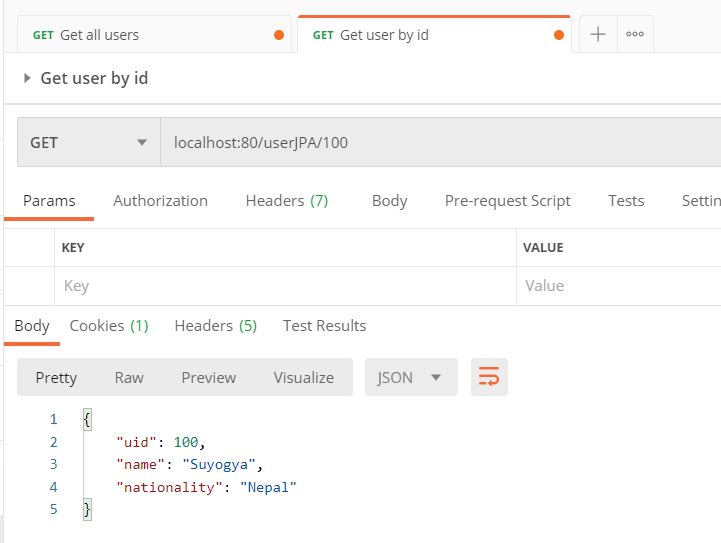 GET Get all users GET Get user by id
Get user by id
GET localhost:80/userJPA/100
Params Authorization Headers (7) Body Pre-request Script Tests Settin
KEY VALUE
Key Value
Body Cookies (1) Headers (5) Test Results
Pretty Raw Preview Visualize JSON
1 {
2 "uid": 100,
3 "name": "Suyogya",
4 "nationality": "Nepal"
5 }